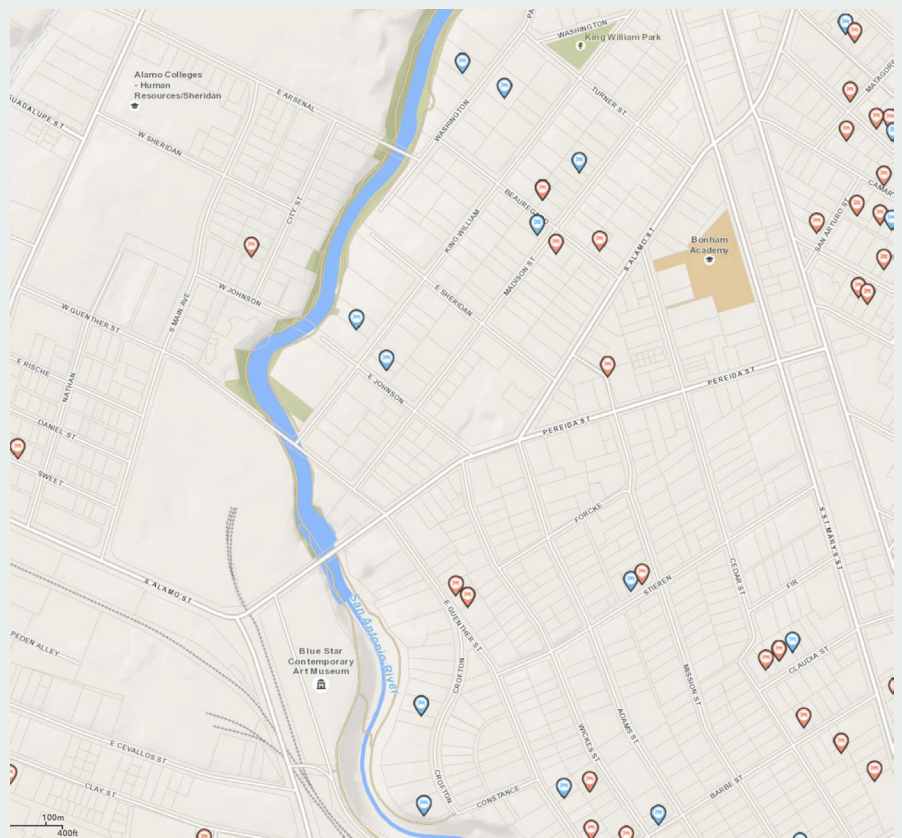 WASHINGTON
King William Park
PA
MATAGOR
Alamo Colleges
- Human
Resources/Sheridan
E ARSENAL
TURNER ST
GUADALUPE ST
WASHINGTON
W SHERIDAN
CAMAR
BEAUREGARD
CITY ST
KING WILLIAM
SAN ARTURO ST
S ALAMO ST
Bonham
Academy
MADISON ST
W JOHNSON
E SHERIDAN
S MAIN AVE
W GUENTHER ST
E RISCHE
NATHAN
E JOHNSON
PEREIDA ST
PEREIDA ST
DANIEL ST
SWEET
FORCKE
S ST MARY'S ST
S ALAMO ST
STIEREN
CEDAR ST
FIR
San Antonio River
E GUENTHER ST
PEDEN ALLEY
Blue Star
Contemporary
Art Museum
CROFTON
CLAUDIA ST
MISSION ST
ADAMS ST
WICKES ST
E CEVALLOS ST
CLAY ST
CROFTON
CONSTANCE
BARBE ST
100m
400ft